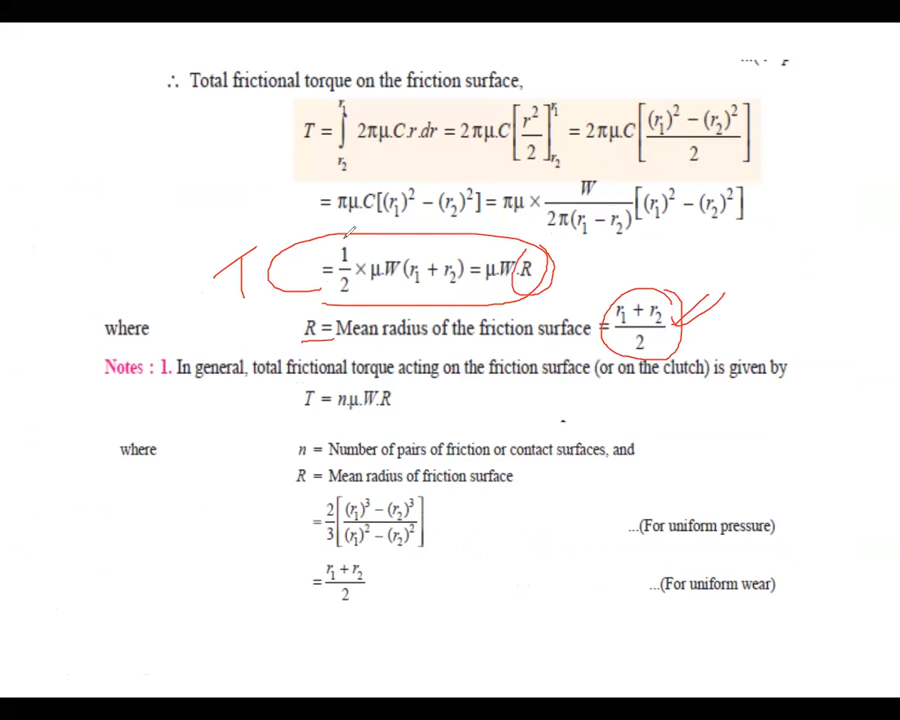 ∴ Total frictional torque on the friction surface,
T = ∫_{r₂}^{r₁} 2πμ.C r.dr = 2πμ.C [r²/2]_{r₂}^{r₁} = 2πμ.C [((r₁)² − (r₂)²)/2]
= πμ.C[(r₁)² − (r₂)²] = πμ × W/(2π(r₁ − r₂)) [(r₁)² − (r₂)²]
T = 1/2 × μ.W (r₁ + r₂) = μ.W.R
where R = Mean radius of the friction surface = (r₁ + r₂)/2
Notes : 1. In general, total frictional torque acting on the friction surface (or on the clutch) is given by
T = n.μ.W.R
where n = Number of pairs of friction or contact surfaces, and
R = Mean radius of friction surface
= 2/3 [((r₁)³ − (r₂)³)/((r₁)² − (r₂)²)] ...(For uniform pressure)
= (r₁ + r₂)/2 ...(For uniform wear)